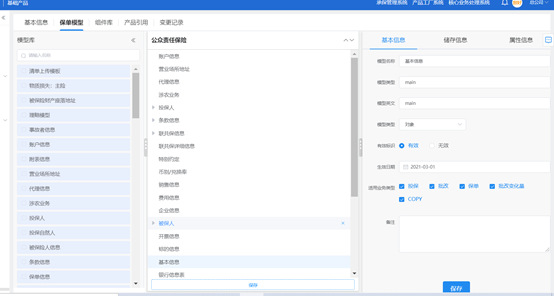 基础产品
承保管理系统 产品工厂系统 核心业务处理系统
总公司
基本信息 保单模型 组件库 产品引用 变更记录
模型库
请输入名称
清单上传模板
物质损失:主险
被保险财产座落地址
理赔模型
事故者信息
账户信息
附表信息
营业场所地址
代理信息
涉农业务
投保人
投保自然人
被保险人信息
条款信息
保单信息
公众责任保险
账户信息
营业场所地址
代理信息
涉农业务
投保人
条款信息
联共保信息
联共保详细信息
特别约定
币别/兑换率
销售信息
费用信息
企业信息
被保人
开票信息
标的信息
基本信息
银行信息表
保存
基本信息 储存信息 属性信息
模型名称 基本信息
模型类型 main
模型英文 main
模型类型 对象
有效标识 有效 无效
生效日期 2021-03-01
适用业务类型 投保 批改 保单 批改变化量
COPY
备注
保存